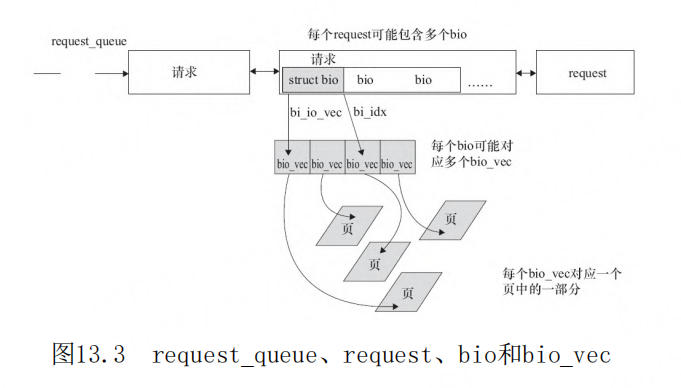 每个request可能包含多个bio
request_queue
请求
请求
struct bio
bio
bio
……
request
bi_io_vec
bi_idx
每个bio可能对
应多个bio_vec
bio_vec
bio_vec
bio_vec
bio_vec
页
页
页
页
每个bio_vec对应一个
页中的一部分
图13.3 request_queue、request、bio和bio_vec